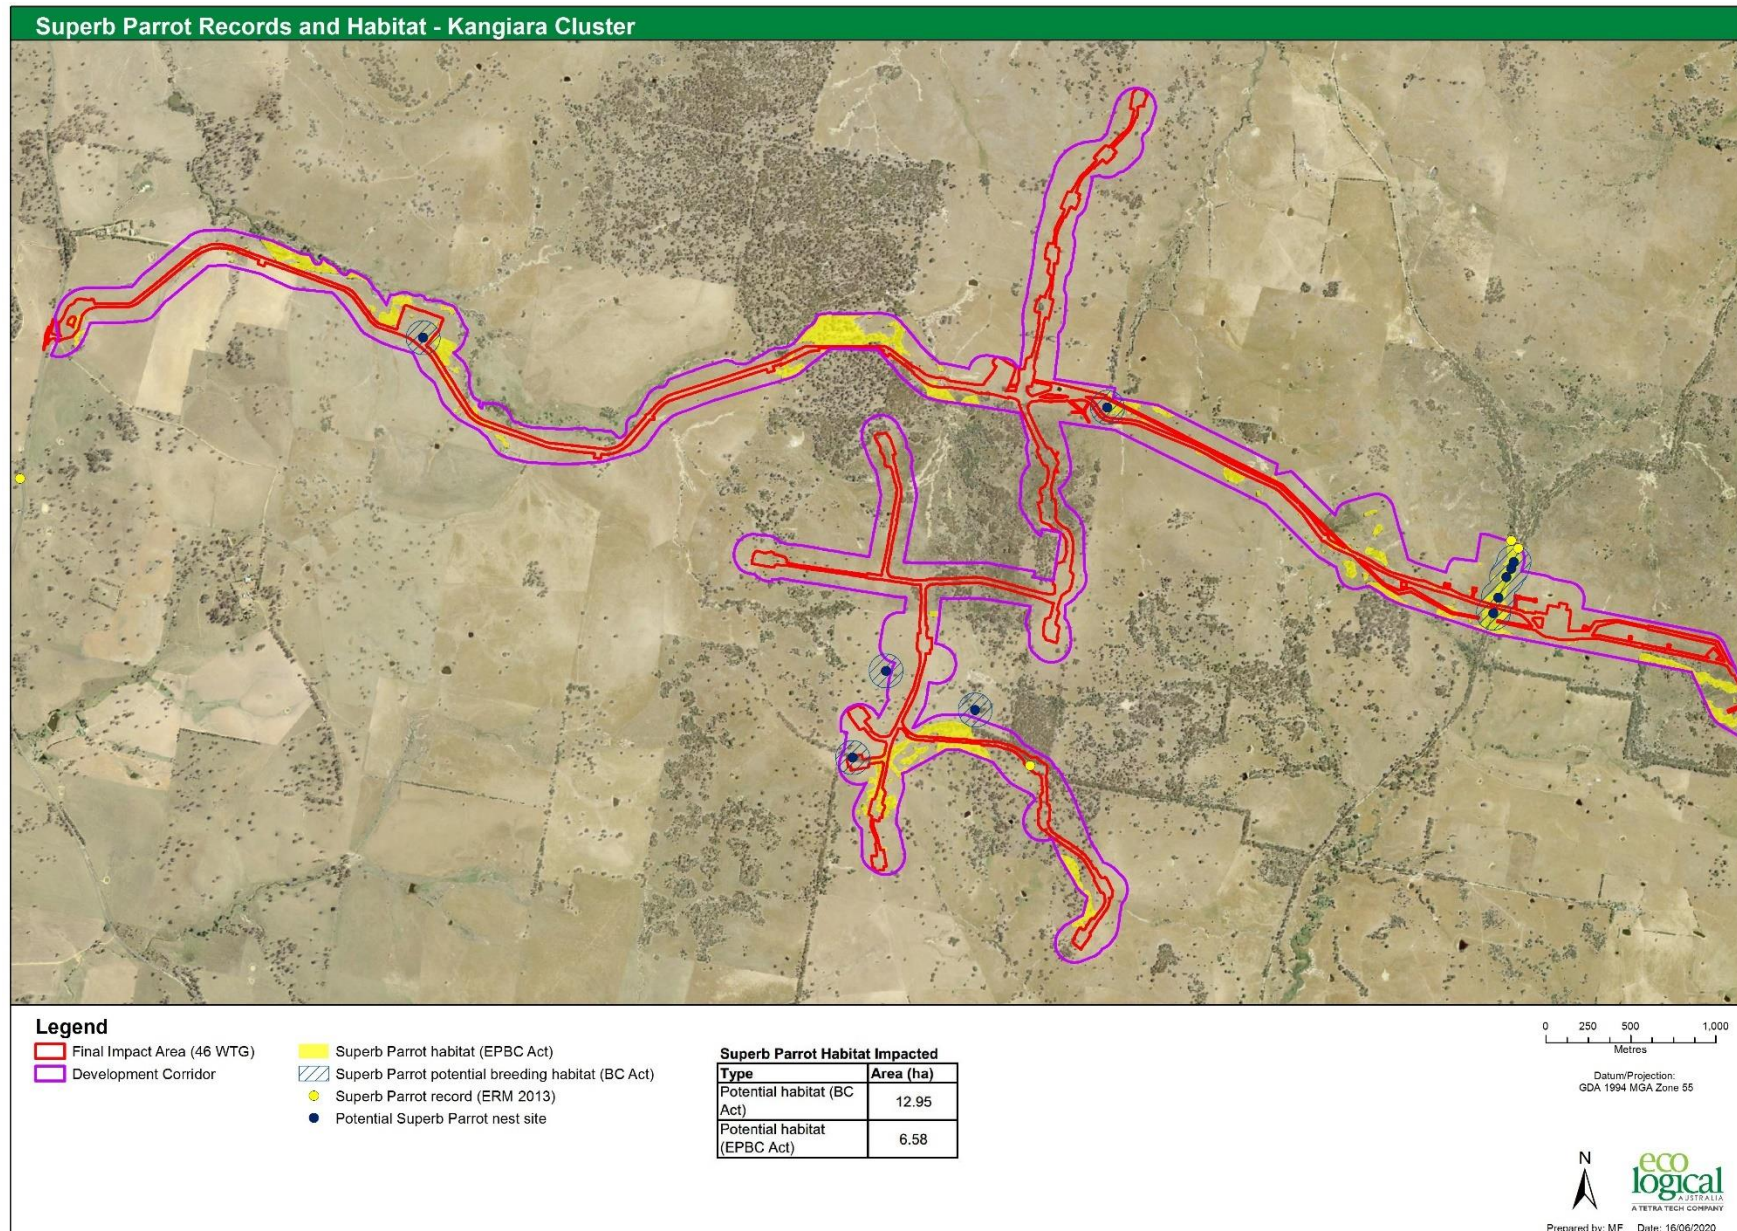 Superb Parrot Records and Habitat - Kangiara Cluster
Legend
Final Impact Area (46 WTG)
Development Corridor
Superb Parrot habitat (EPBC Act)
Superb Parrot potential breeding habitat (BC Act)
Superb Parrot record (ERM 2013)
Potential Superb Parrot nest site
Superb Parrot Habitat Impacted
Type Area (ha)
Potential habitat (BC
Act) 12.95
Potential habitat
(EPBC Act) 6.58
0 250 500 1,000
Metres
Datum/Projection:
GDA 1994 MGA Zone 55
N
eco
logical
AUSTRALIA
A TETRA TECH COMPANY
Prepared by: ME Date: 16/06/2020